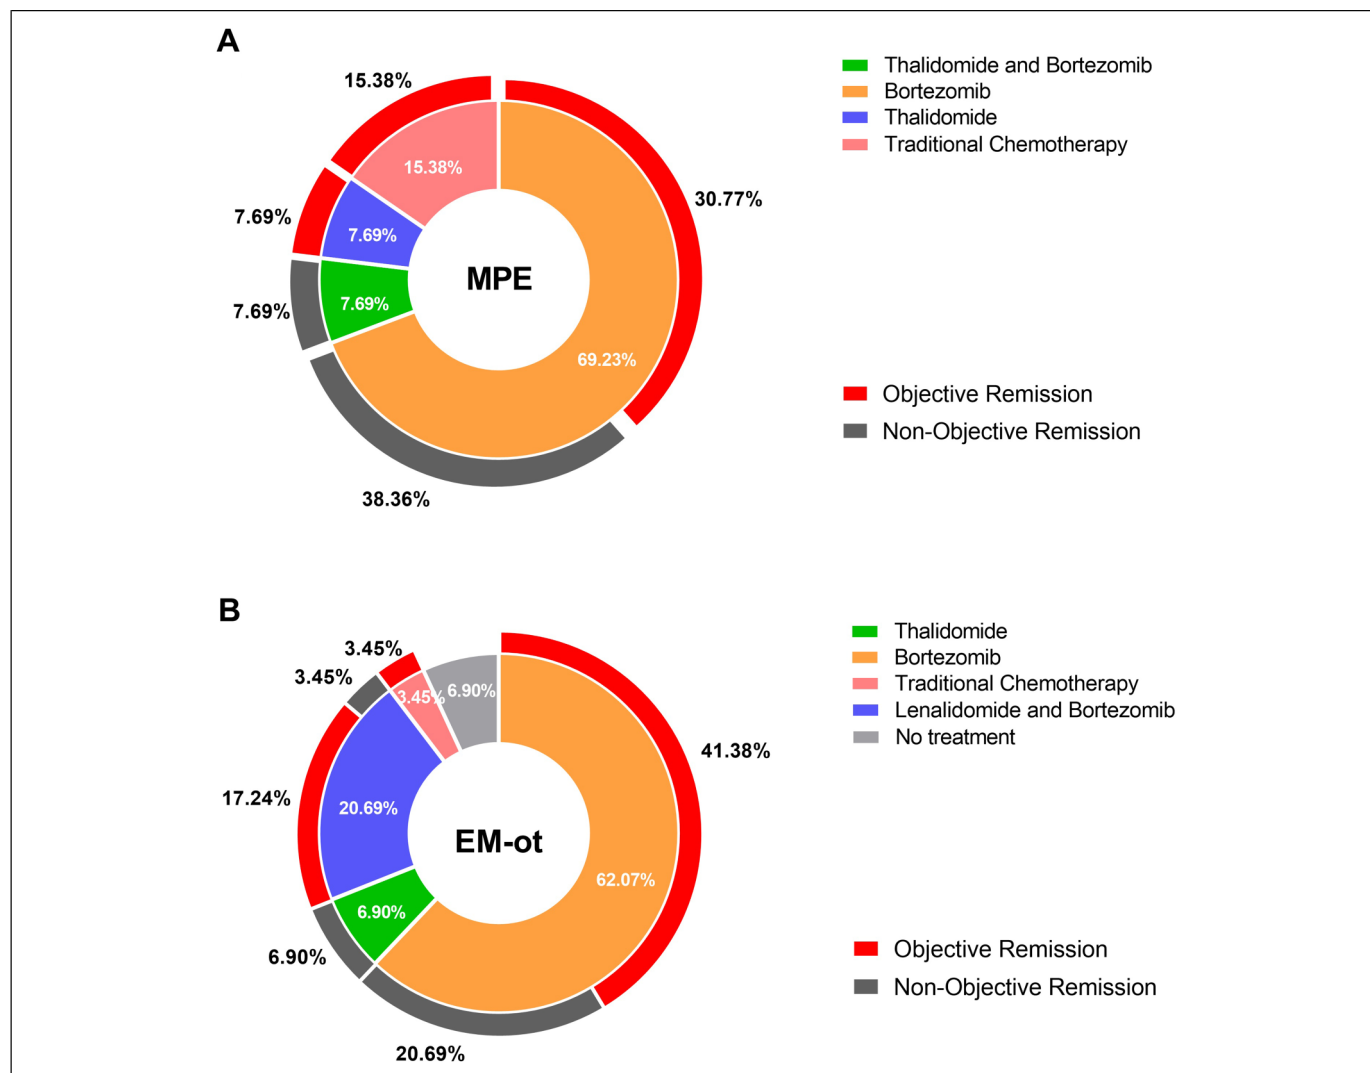 A
15.38%
Thalidomide and Bortezomib
Bortezomib
Thalidomide
Traditional Chemotherapy
15.38%
30.77%
7.69%
7.69%
MPE
7.69%
7.69%
69.23%
Objective Remission
Non-Objective Remission
38.36%
B
3.45%
Thalidomide
Bortezomib
Traditional Chemotherapy
Lenalidomide and Bortezomib
No treatment
3.45%
3.45%
6.90%
41.38%
17.24%
20.69%
EM-ot
62.07%
6.90%
6.90%
Objective Remission
Non-Objective Remission
20.69%